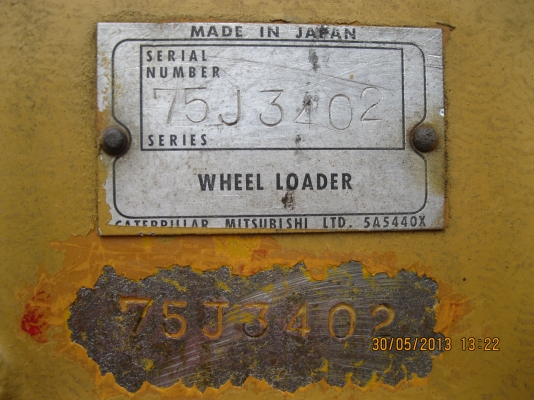 MADE IN JAPAN
SERIAL
NUMBER
75J3402
SERIES
WHEEL LOADER
CATERPILLAR MITSUBISHI LTD. 5A5440X
75J3402
30/05/2013 13:22